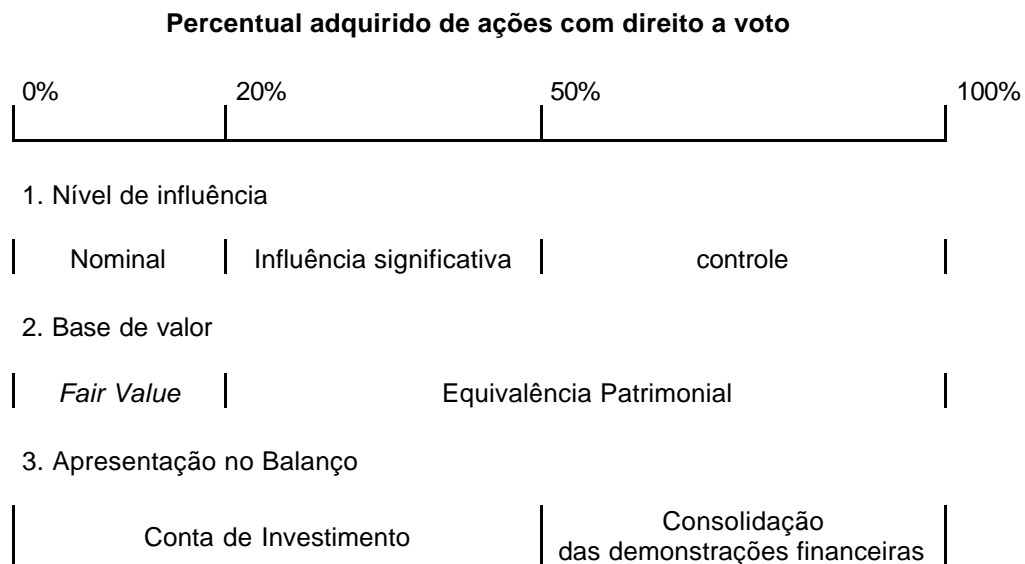 Percentual adquirido de ações com direito a voto
0% 20% 50% 100%
1. Nível de influência
Nominal Influência significativa controle
2. Base de valor
Fair Value Equivalência Patrimonial
3. Apresentação no Balanço
Conta de Investimento Consolidação
das demonstrações financeiras